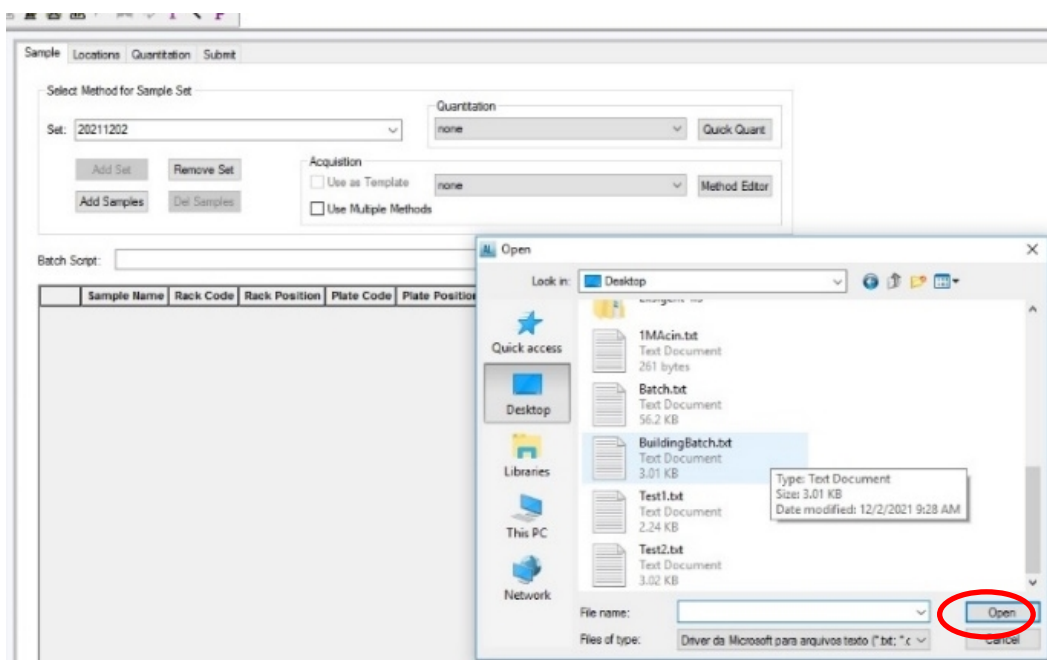 Sample Locations Quantitation Submit
Select Method for Sample Set
Quantitation
Set: 20211202 none Quick Quant
Add Set Remove Set
Acquisition
Use as Template none Method Editor
Add Samples Del Samples
Use Multiple Methods
Batch Script:
Sample Name Rack Code Rack Position Plate Code Plate Position
Open
Look in: Desktop
1MAcin.txt
Text Document
261 bytes
Batch.txt
Text Document
56.2 KB
BuildingBatch.txt
Text Document
3.01 KB
Test1.txt
Text Document
2.24 KB
Test2.txt
Text Document
3.02 KB
Quick access
Desktop
Libraries
This PC
Network
Type: Text Document
Size: 3.01 KB
Date modified: 12/2/2021 9:28 AM
File name: Open
Files of type: Driver da Microsoft para arquivos texto (*.txt; *.c Cancel